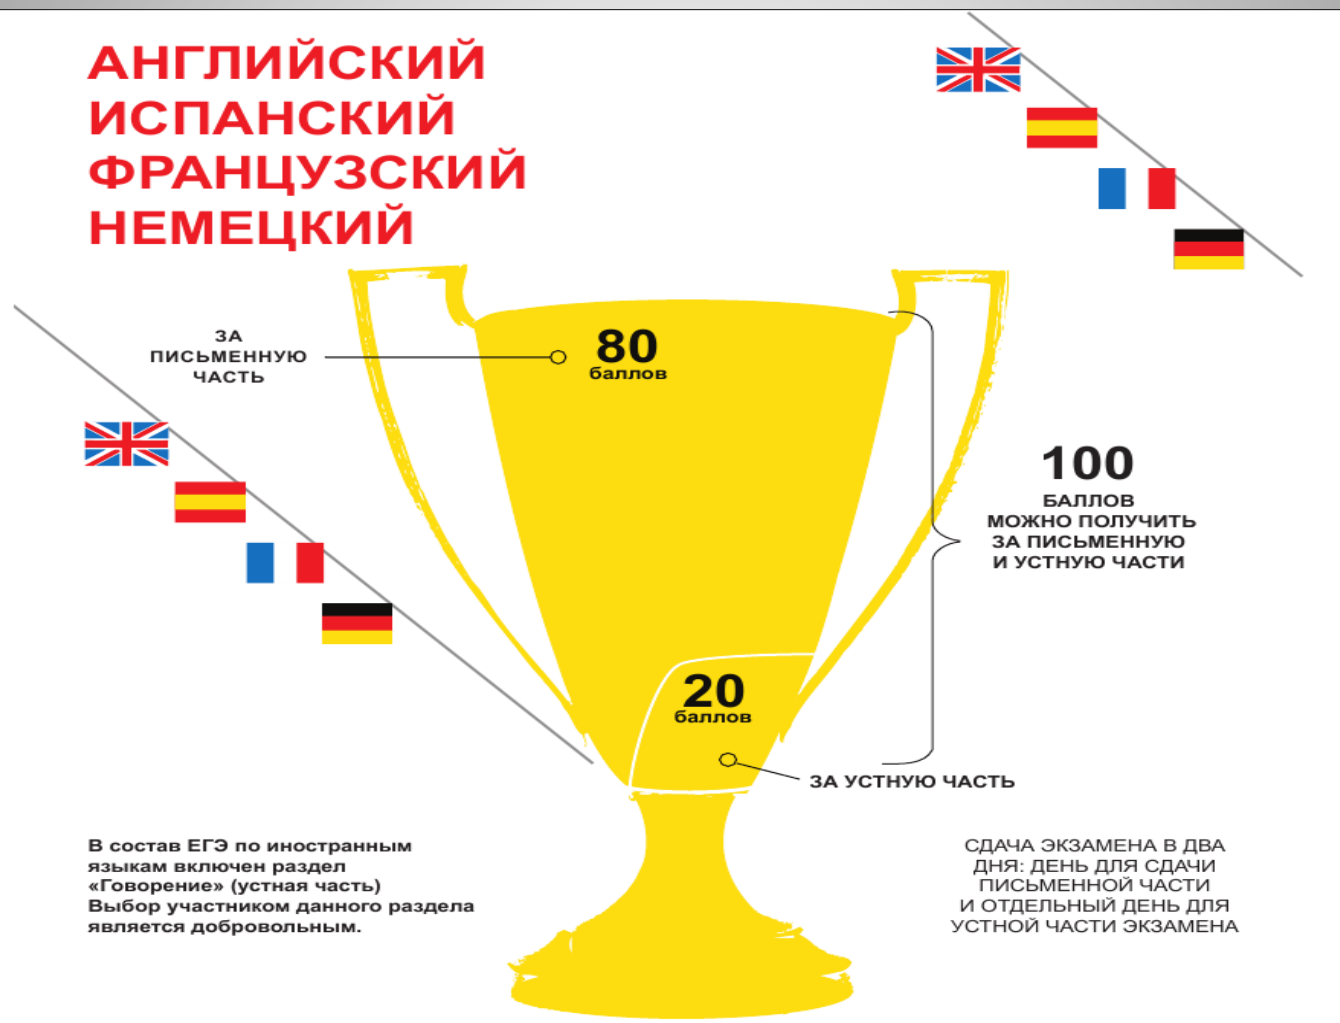 АНГЛИЙСКИЙ
ИСПАНСКИЙ
ФРАНЦУЗСКИЙ
НЕМЕЦКИЙ
ЗА
ПИСЬМЕННУЮ
ЧАСТЬ
80
баллов
100
БАЛЛОВ
МОЖНО ПОЛУЧИТЬ
ЗА ПИСЬМЕННУЮ
И УСТНУЮ ЧАСТИ
20
баллов
ЗА УСТНУЮ ЧАСТЬ
В состав ЕГЭ по иностранным
языкам включен раздел
«Говорение» (устная часть)
Выбор участником данного раздела
является добровольным.
СДАЧА ЭКЗАМЕНА В ДВА
ДНЯ: ДЕНЬ ДЛЯ СДАЧИ
ПИСЬМЕННОЙ ЧАСТИ
И ОТДЕЛЬНЫЙ ДЕНЬ ДЛЯ
УСТНОЙ ЧАСТИ ЭКЗАМЕНА